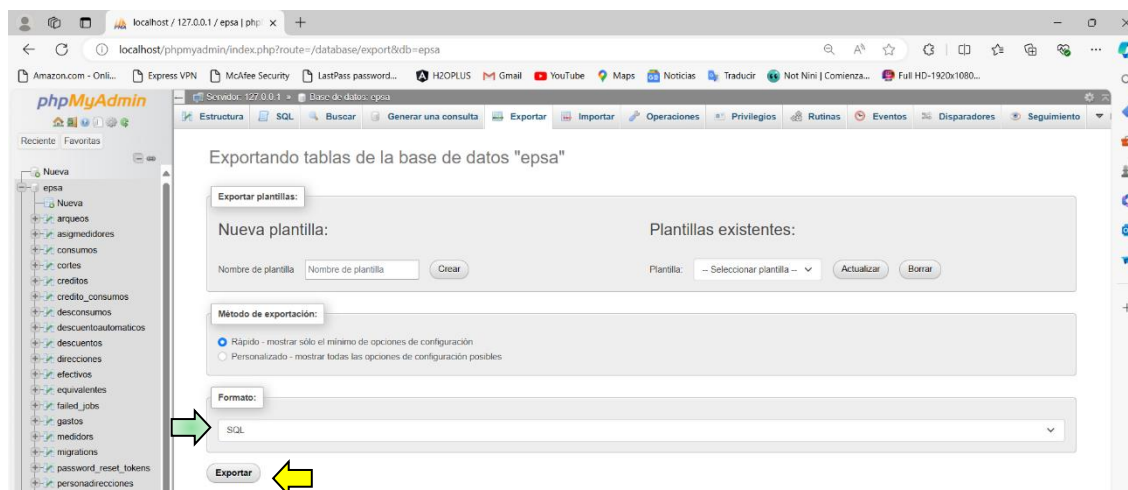 localhost / 127.0.0.1 / epsa | php
localhost/phpmyadmin/index.php?route=/database/export&db=epsa
Amazon.com - Onli... Express VPN McAfee Security LastPass password... H2OPLUS Gmail YouTube Maps Noticias Traducir Not Nini | Comienza... Full HD-1920x1080...
phpMyAdmin
Reciente Favoritas
Nueva
epsa
Nueva
arqueos
asigmedidores
consumos
cortes
creditos
credito_consumos
desconsumos
descuentoautomaticos
descuentos
direcciones
efectivos
equivalentes
failed_jobs
gastos
medidors
migrations
password_reset_tokens
personadirecciones
Servidor: 127.0.0.1 » Base de datos: epsa
Estructura SQL Buscar Generar una consulta Exportar Importar Operaciones Privilegios Rutinas Eventos Disparadores Seguimiento
Exportando tablas de la base de datos "epsa"
Exportar plantillas:
Nueva plantilla:
Nombre de plantilla Nombre de plantilla Crear
Plantillas existentes:
Plantilla: -- Seleccionar plantilla -- Actualizar Borrar
Método de exportación:
Rápido - mostrar sólo el mínimo de opciones de configuración
Personalizado - mostrar todas las opciones de configuración posibles
Formato:
SQL
Exportar